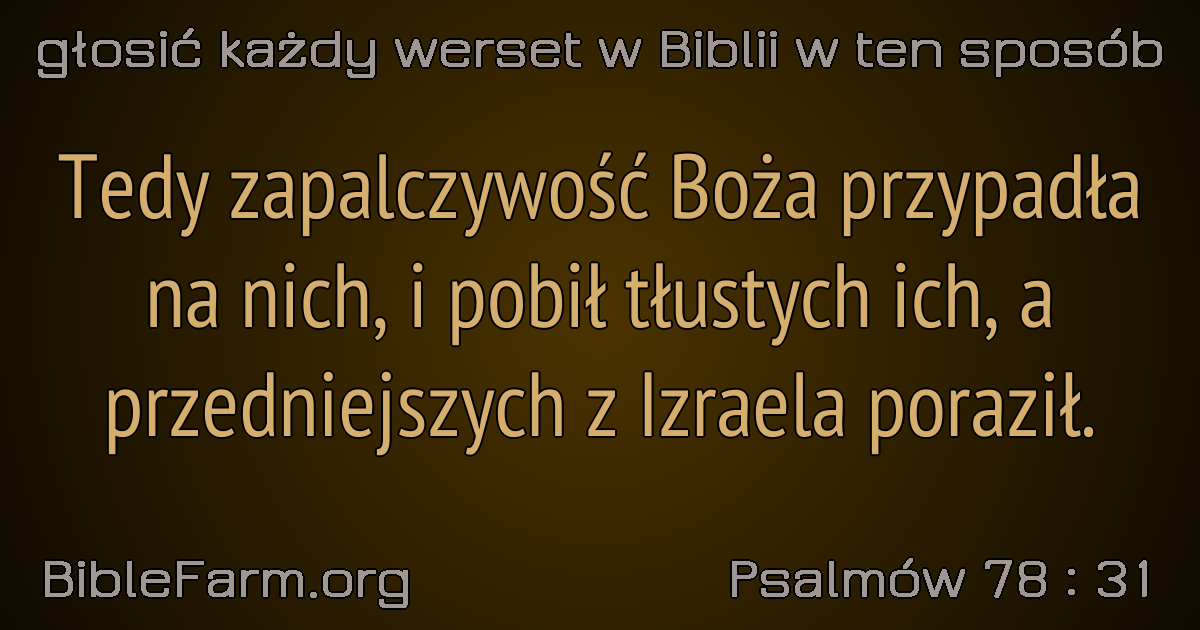 głosić każdy werset w Biblii w ten sposób
Tedy zapalczywość Boża przypadła
na nich, i pobił tłustych ich, a
przedniejszych z Izraela poraził.
BibleFarm.org
Psalmów 78 : 31